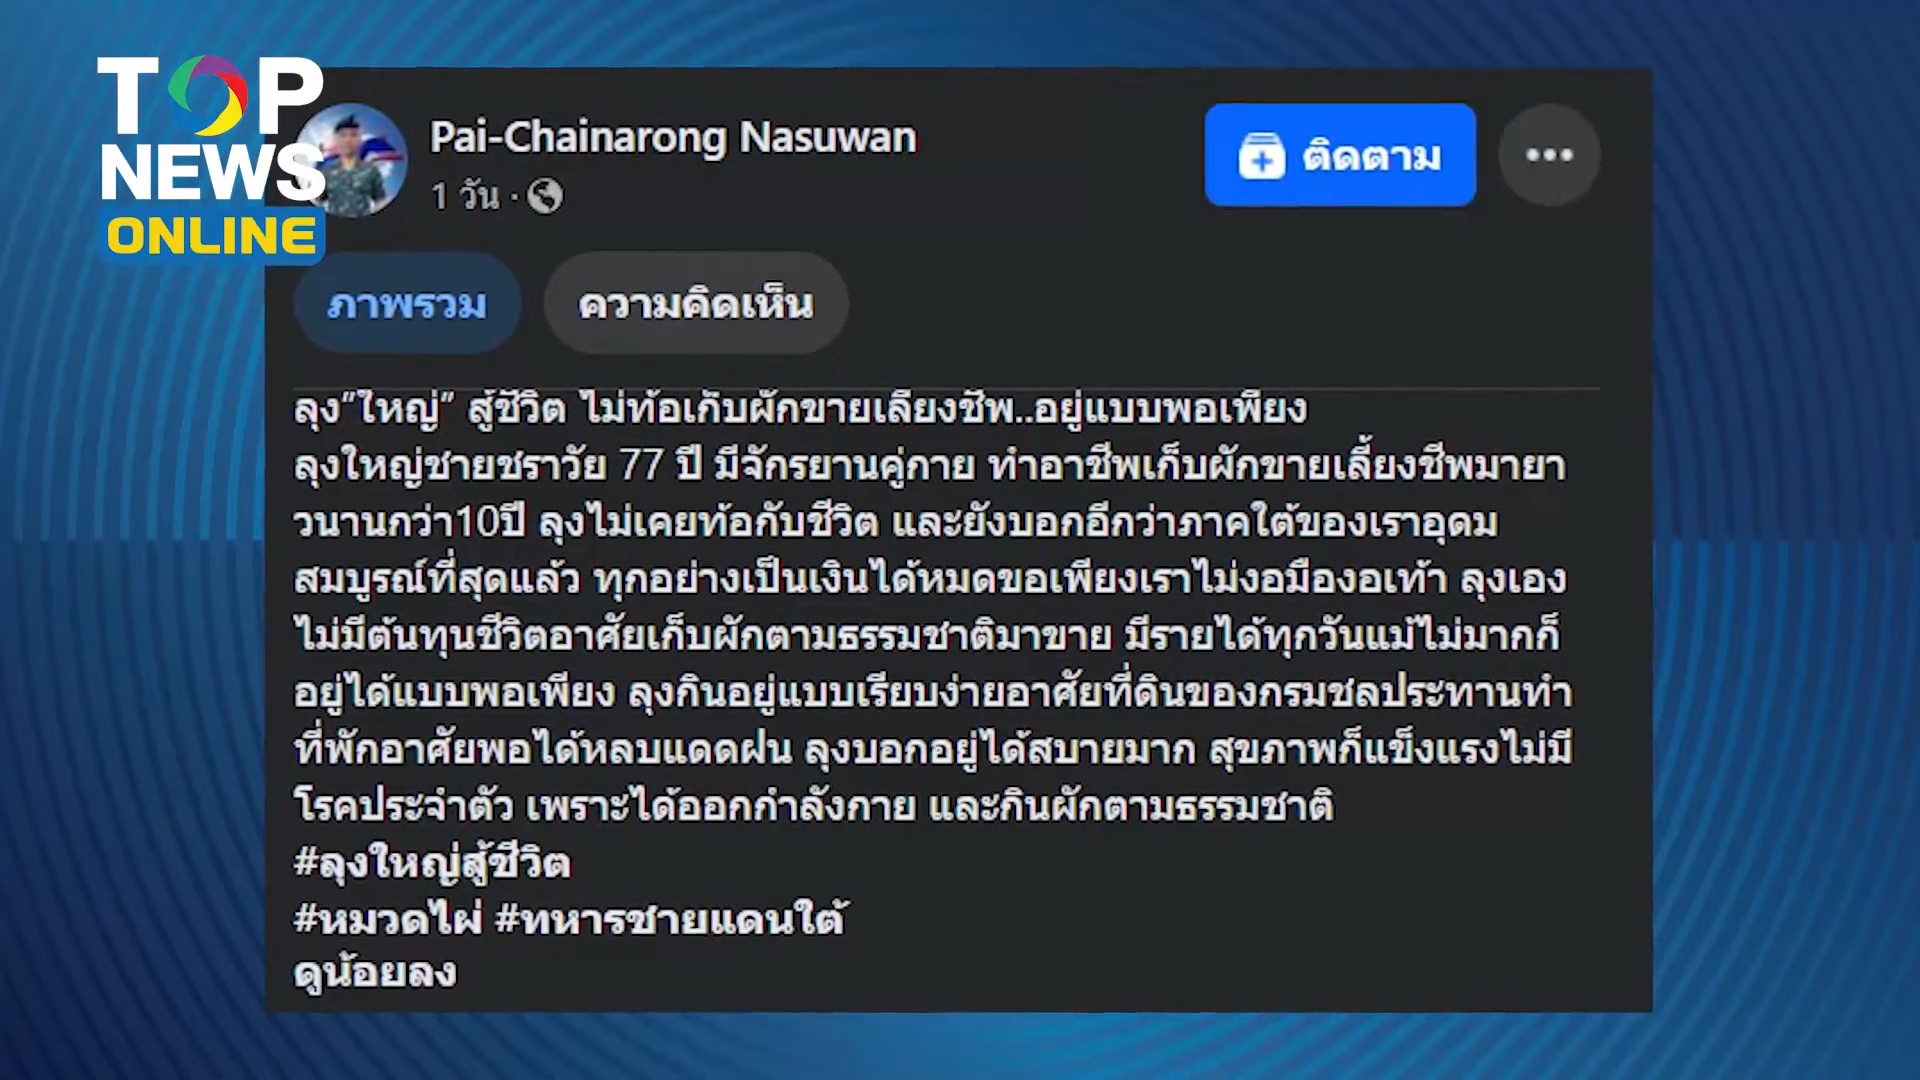 TOP
NEWS
ONLINE
Pai-Chainarong Nasuwan
1 วัน ·
ติดตาม
ภาพรวม
ความคิดเห็น
ลุง"ใหญ่" สู้ชีวิต ไม่ท้อเก็บผักขายเลี้ยงชีพ..อยู่แบบพอเพียง
ลุงใหญ่ชายชราวัย 77 ปี มีจักรยานคู่กาย ทำอาชีพเก็บผักขายเลี้ยงชีพมายา
วนานกว่า10ปี ลุงไม่เคยท้อกับชีวิต และยังบอกอีกว่าภาคใต้ของเราอุดม
สมบูรณ์ที่สุดแล้ว ทุกอย่างเป็นเงินได้หมดขอเพียงเราไม่งอมืองอเท้า ลุงเอง
ไม่มีต้นทุนชีวิตอาศัยเก็บผักตามธรรมชาติมาขาย มีรายได้ทุกวันแม้ไม่มากก็
อยู่ได้แบบพอเพียง ลุงกินอยู่แบบเรียบง่ายอาศัยที่ดินของกรมชลประทานทำ
ที่พักอาศัยพอได้หลบแดดฝน ลุงบอกอยู่ได้สบายมาก สุขภาพก็แข็งแรงไม่มี
โรคประจำตัว เพราะได้ออกกำลังกาย และกินผักตามธรรมชาติ
#ลุงใหญ่สู้ชีวิต
#หมวดไผ่ #ทหารชายแดนใต้
ดูน้อยลง